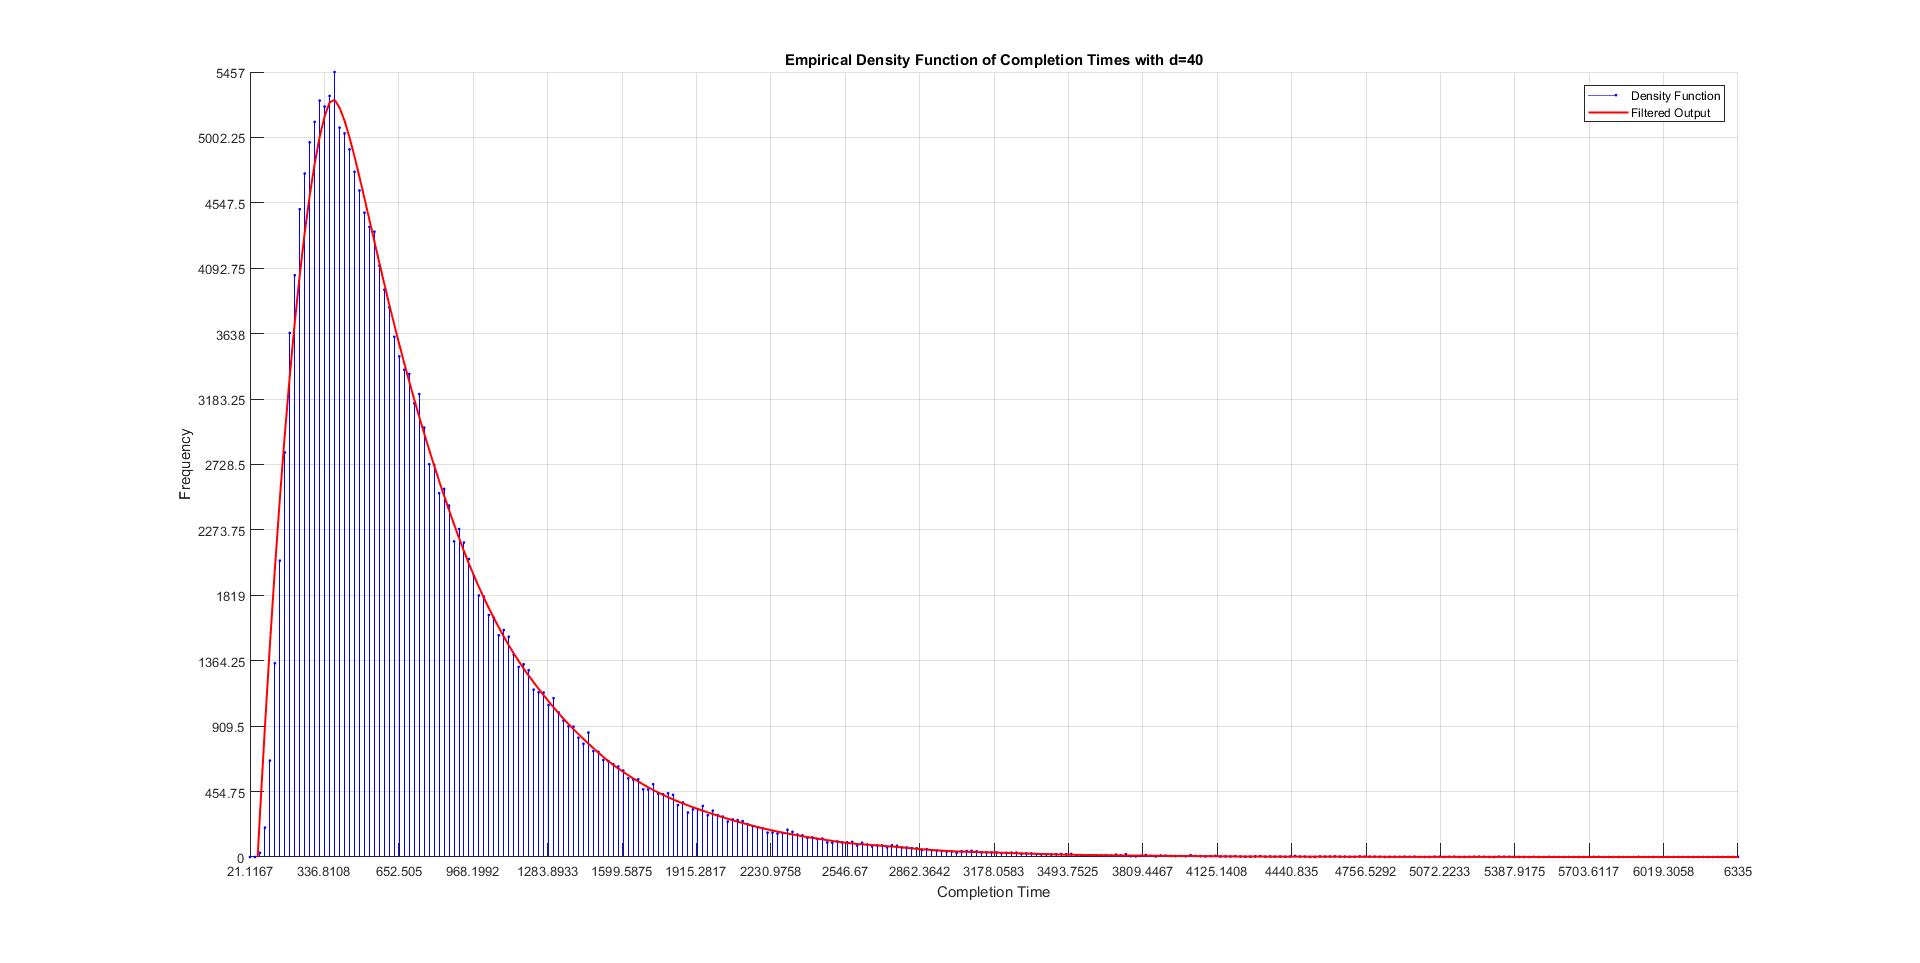 Empirical Density Function of Completion Times with d=40
Density Function
Filtered Output
5457
5002.25
4547.5
4092.75
3638
3183.25
2728.5
2273.75
1819
1364.25
909.5
454.75
0
Frequency
21.1167 336.8108 652.505 968.1992 1283.8933 1599.5875 1915.2817 2230.9758 2546.67 2862.3642 3178.0583 3493.7525 3809.4467 4125.1408 4440.835 4756.5292 5072.2233 5387.9175 5703.6117 6019.3058 6335
Completion Time